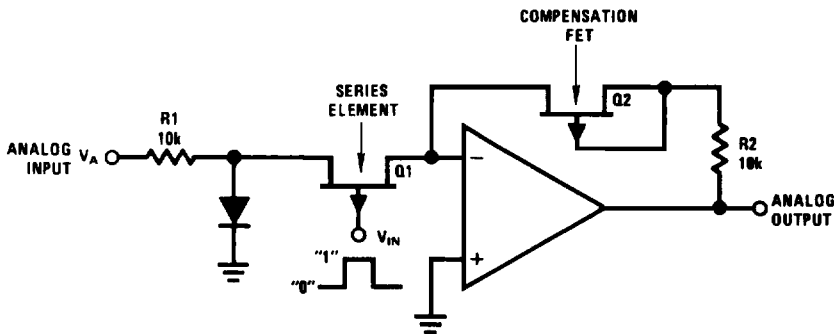 COMPENSATION
FET
SERIES
ELEMENT
Q2
R1
10k
ANALOG
INPUT
VA
Q1
−
R2
10k
+
ANALOG
OUTPUT
VIN
"1"
"0"